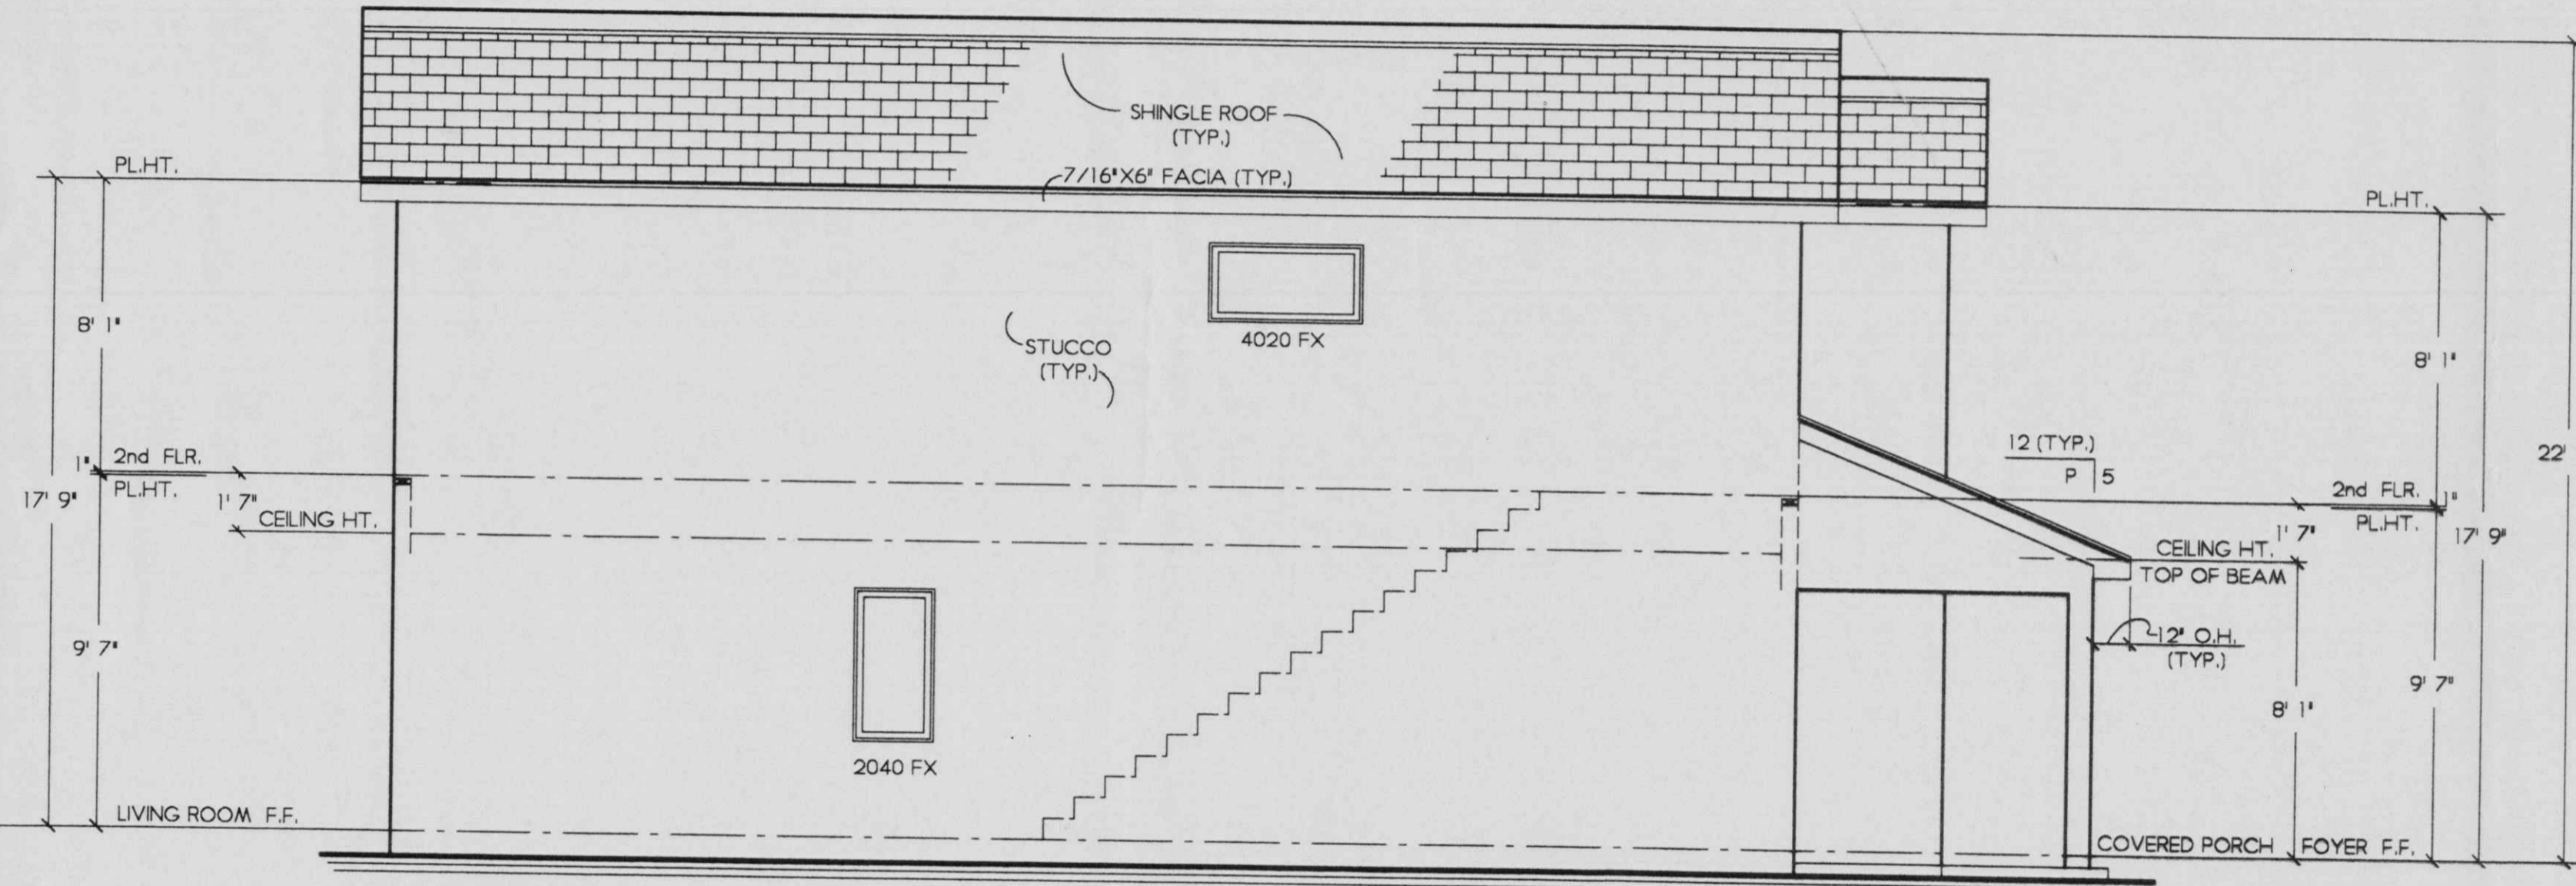 SHINGLE ROOF
(TYP.)
PL.HT.
7/16"X6" FACIA (TYP.)
PL.HT.
8' 1"
4020 FX
STUCCO
(TYP.)
8' 1"
12 (TYP.)
P 5
22'
1"
2nd FLR.
PL.HT.
17' 9"
1' 7"
CEILING HT.
2nd FLR.
1"
PL.HT.
17' 9"
1' 7"
CEILING HT.
TOP OF BEAM
12" O.H.
(TYP.)
9' 7"
9' 7"
8' 1"
2040 FX
LIVING ROOM F.F.
COVERED PORCH
FOYER F.F.